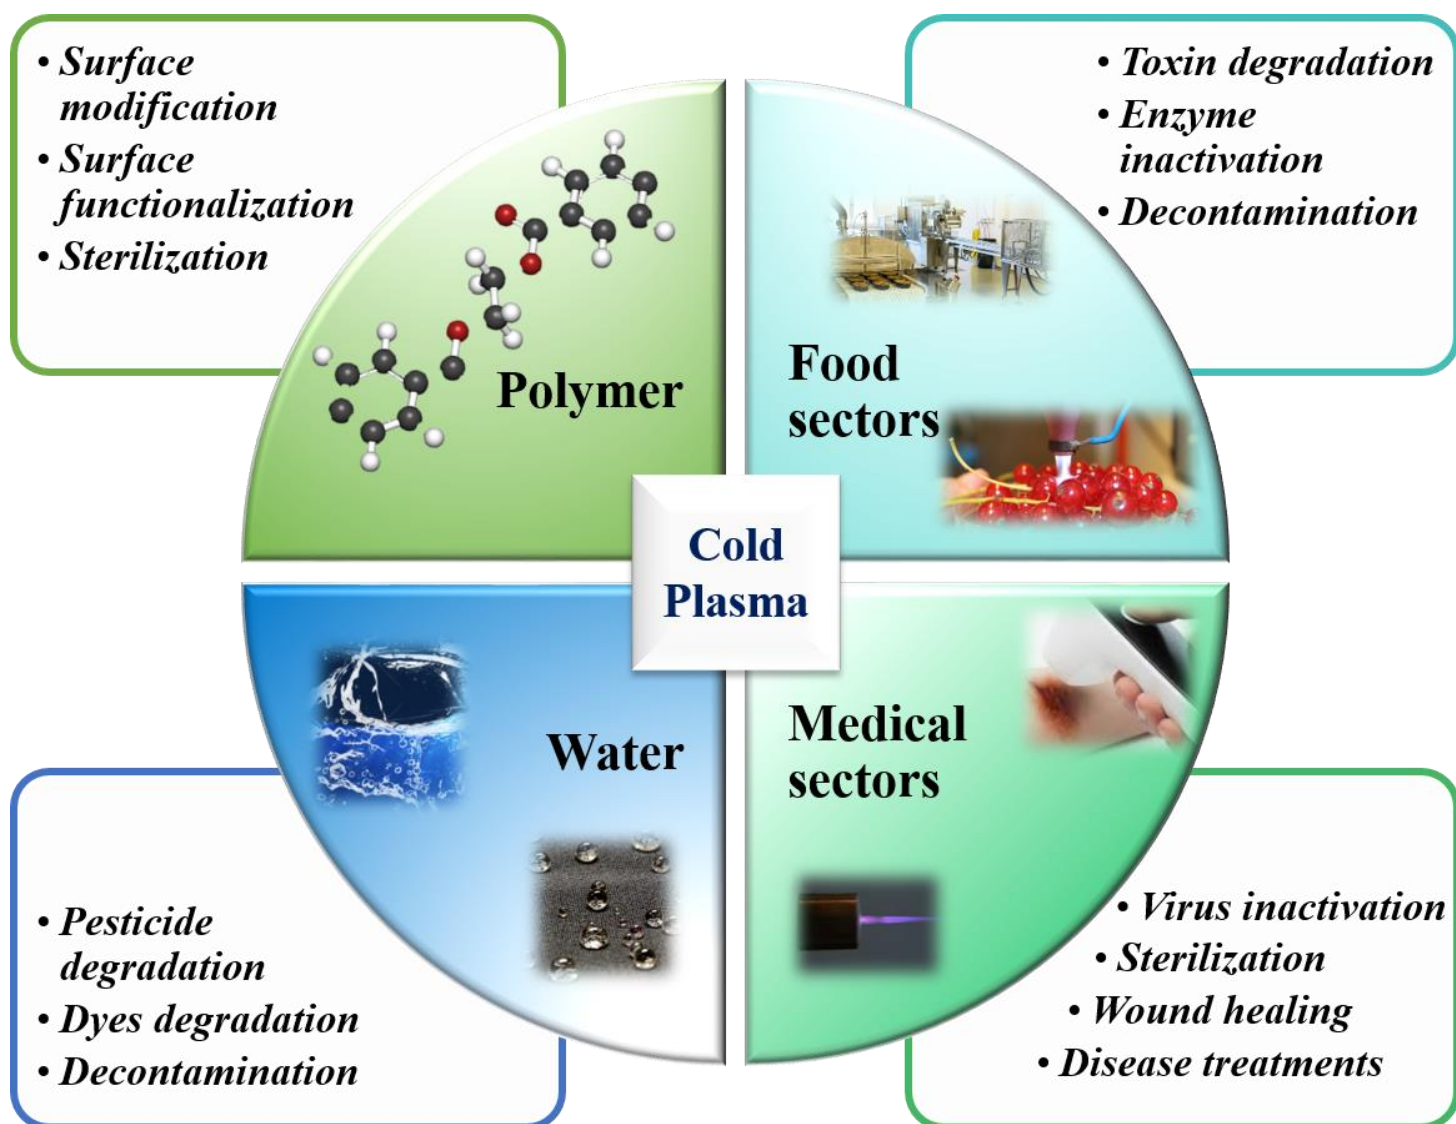 • Surface
modification
• Surface
functionalization
• Sterilization
• Toxin degradation
• Enzyme
inactivation
• Decontamination
Polymer
Food
sectors
Cold
Plasma
Water
Medical
sectors
• Pesticide
degradation
• Dyes degradation
• Decontamination
• Virus inactivation
• Sterilization
• Wound healing
• Disease treatments